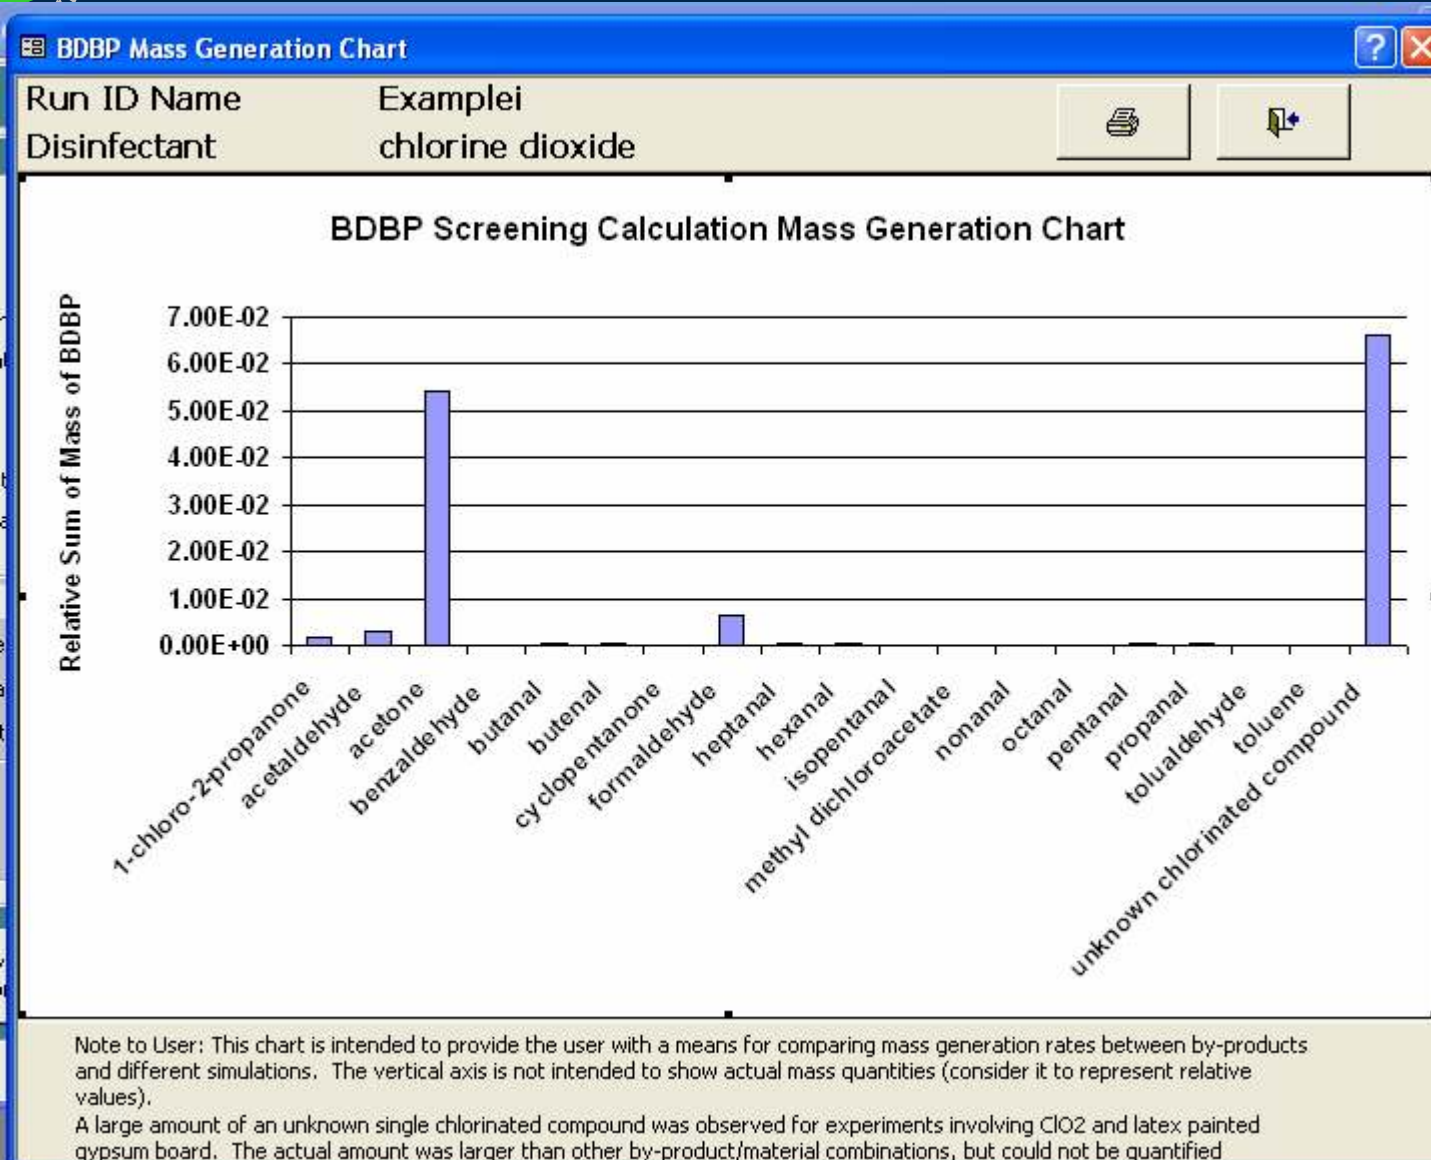 BDBP Mass Generation Chart
Run ID Name Examplei
Disinfectant chlorine dioxide
BDBP Screening Calculation Mass Generation Chart
Relative Sum of Mass of BDBP
7.00E-02
6.00E-02
5.00E-02
4.00E-02
3.00E-02
2.00E-02
1.00E-02
0.00E+00
1-chloro-2-propanone
acetaldehyde
acetone
benzaldehyde
butanal
butenal
cyclopentanone
formaldehyde
heptanal
hexanal
isopentanal
methyl dichloroacetate
nonanal
octanal
pentanal
propanal
tolualdehyde
toluene
unknown chlorinated compound
Note to User: This chart is intended to provide the user with a means for comparing mass generation rates between by-products
and different simulations. The vertical axis is not intended to show actual mass quantities (consider it to represent relative
values).
A large amount of an unknown single chlorinated compound was observed for experiments involving ClO2 and latex painted
gypsum board. The actual amount was larger than other by-product/material combinations, but could not be quantified